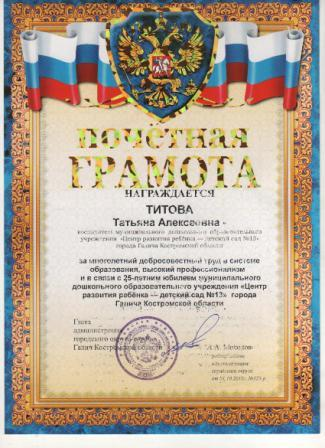 почётная
ГРАМОТА
НАГРАЖДАЕТСЯ
ТИТОВА
Татьяна Алексеевна -
воспитатель муниципального дошкольного образовательного
учреждения «Центр развития ребёнка — детский сад №13»
города Галича Костромской области
за многолетний добросовестный труд в системе
образования, высокий профессионализм
и в связи с 25-летним юбилеем муниципального
дошкольного образовательного учреждения «Центр
развития ребёнка — детский сад №13» города
Галича Костромской области
Глава
администрации
городского округа-город
Галич Костромской области